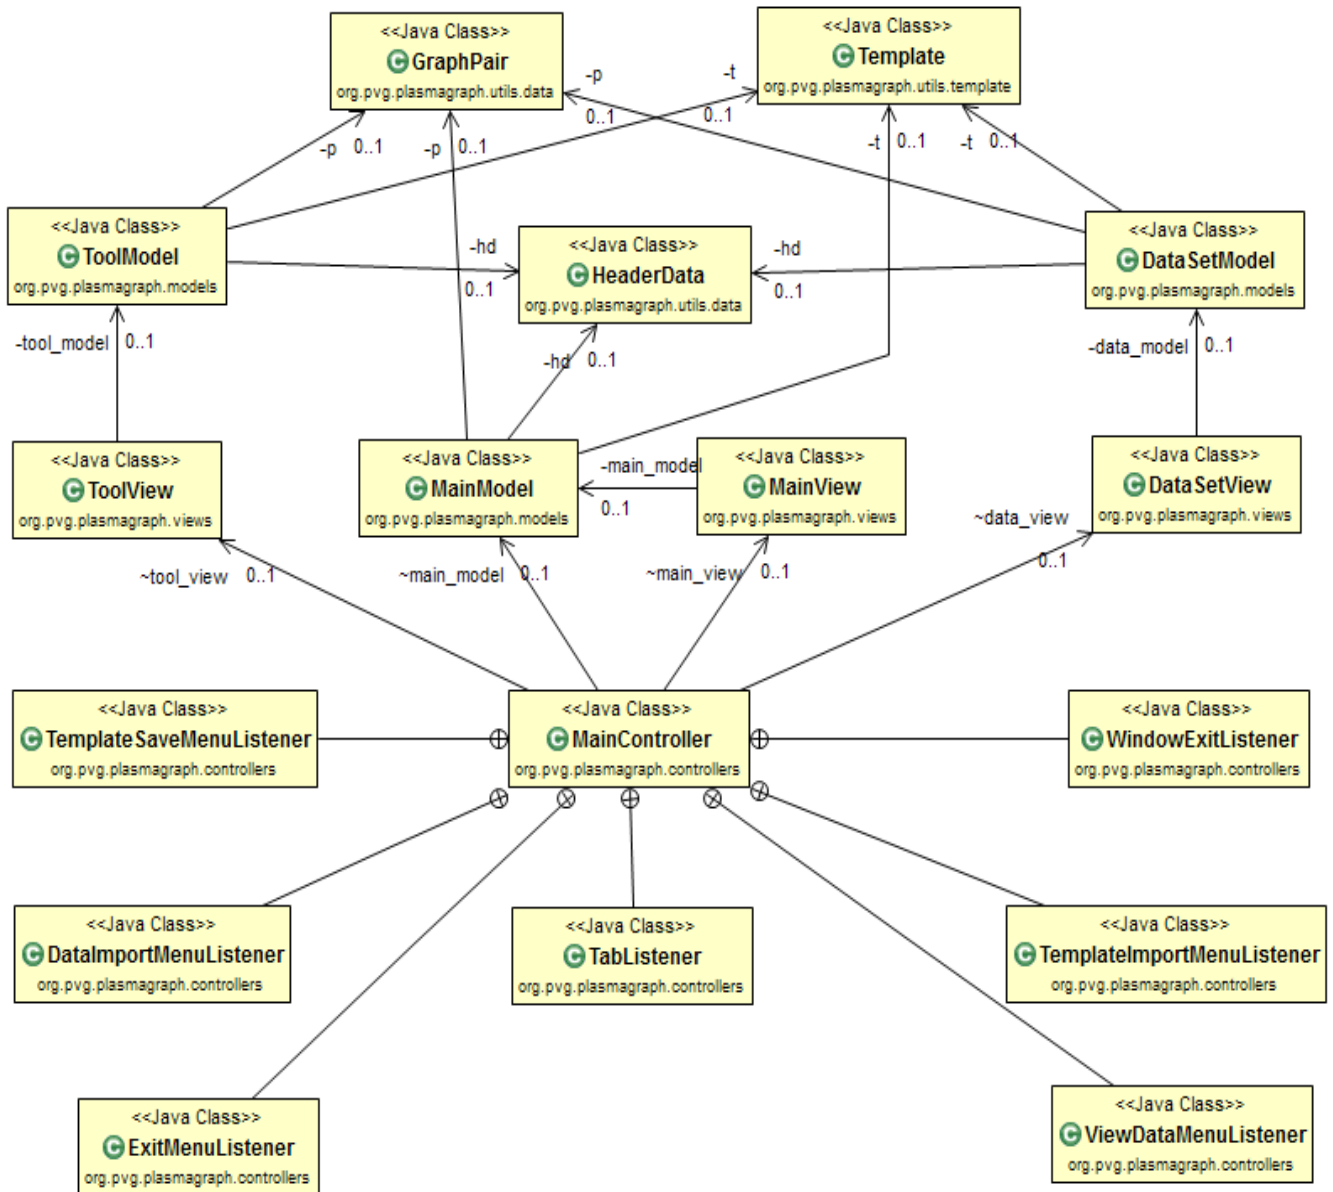 <<Java Class>>
GraphPair
org.pvg.plasmagraph.utils.data
<<Java Class>>
Template
org.pvg.plasmagraph.utils.template
-p
0..1
-t
0..1
-p 0..1
-p 0..1
-t 0..1
-t 0..1
<<Java Class>>
ToolModel
org.pvg.plasmagraph.models
<<Java Class>>
HeaderData
org.pvg.plasmagraph.utils.data
<<Java Class>>
DataSetModel
org.pvg.plasmagraph.models
-hd
0..1
-hd
0..1
-tool_model 0..1
-hd 0..1
-data_model 0..1
<<Java Class>>
ToolView
org.pvg.plasmagraph.views
<<Java Class>>
MainModel
org.pvg.plasmagraph.models
-main_model
0..1
<<Java Class>>
MainView
org.pvg.plasmagraph.views
<<Java Class>>
DataSetView
org.pvg.plasmagraph.views
~tool_view 0..1
~main_model 0..1
~main_view 0..1
~data_view
0..1
<<Java Class>>
TemplateSaveMenuListener
org.pvg.plasmagraph.controllers
<<Java Class>>
MainController
org.pvg.plasmagraph.controllers
<<Java Class>>
WindowExitListener
org.pvg.plasmagraph.controllers
<<Java Class>>
DataImportMenuListener
org.pvg.plasmagraph.controllers
<<Java Class>>
TabListener
org.pvg.plasmagraph.controllers
<<Java Class>>
TemplateImportMenuListener
org.pvg.plasmagraph.controllers
<<Java Class>>
ExitMenuListener
org.pvg.plasmagraph.controllers
<<Java Class>>
ViewDataMenuListener
org.pvg.plasmagraph.controllers